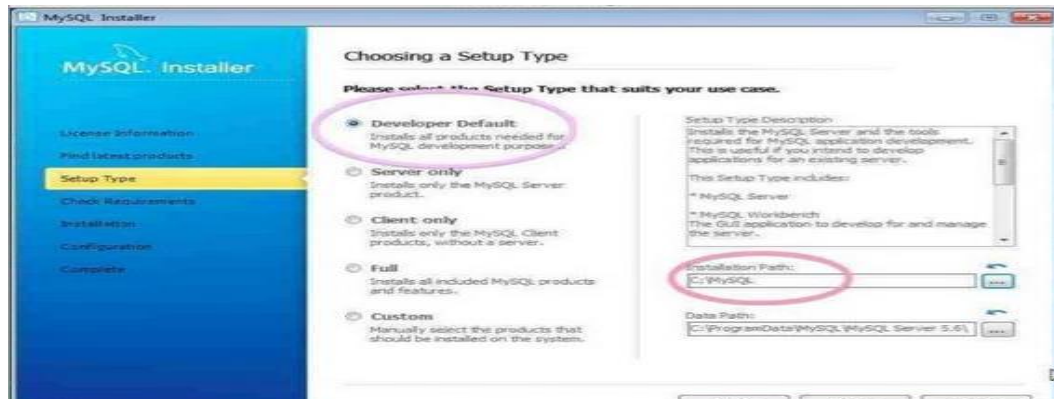 MySQL Installer
MySQL. Installer
License Information
Find latest products
Setup Type
Check Requirements
Installation
Configuration
Complete
Choosing a Setup Type
Please select the Setup Type that suits your use case.
Developer Default
Installs all products needed for
MySQL development purposes.
Server only
Installs only the MySQL Server
product.
Client only
Installs only the MySQL Client
products, without a server.
Full
Installs all included MySQL products
and features.
Custom
Manually select the products that
should be installed on the system.
Setup Type Description
Installs the MySQL Server and the tools
required for MySQL application development.
This is useful if you intend to develop
applications for an existing server.
This Setup Type includes:
* MySQL Server
* MySQL Workbench
The GUI application to develop for and manage
the server.
Installation Path:
C:\MySQL
...
Data Path:
C:\ProgramData\MySQL\MySQL Server 5.6\
...